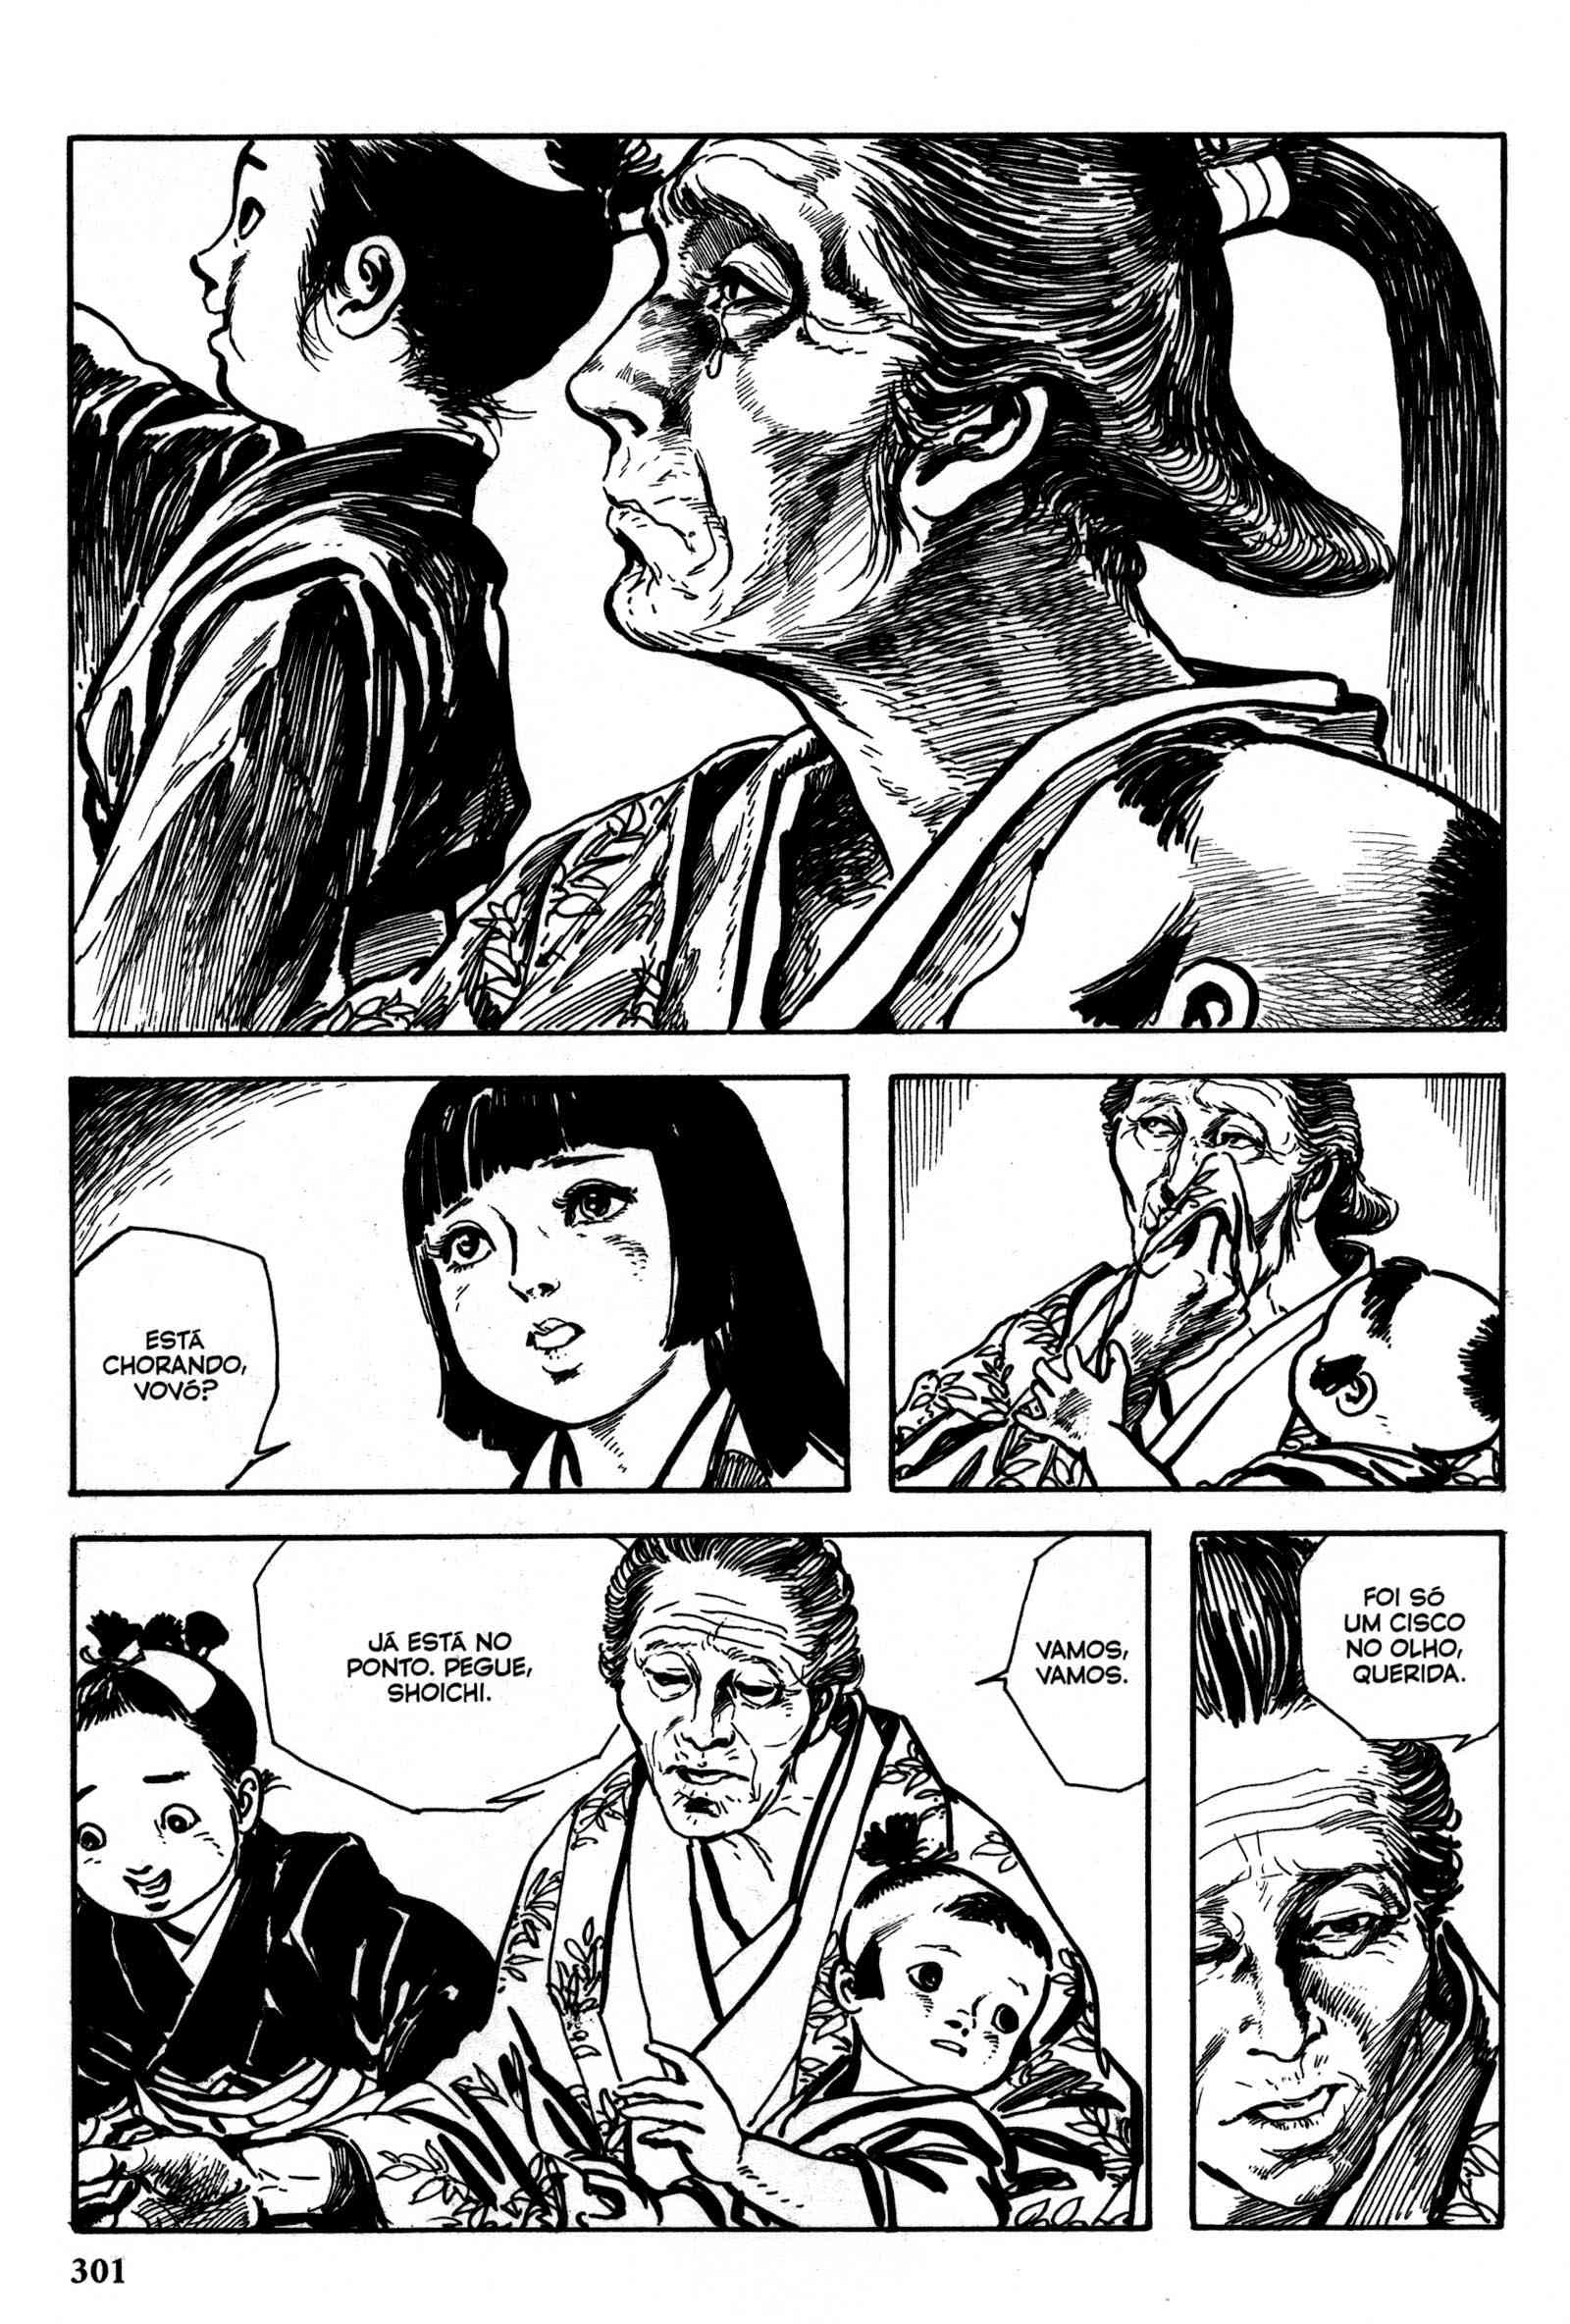 ESTÁ
CHORANDO,
VOVÓ?
FOI SÓ
UM CISCO
NO OLHO,
QUERIDA.
VAMOS,
VAMOS.
JÁ ESTÁ NO
PONTO. PEGUE,
SHOICHI.
301